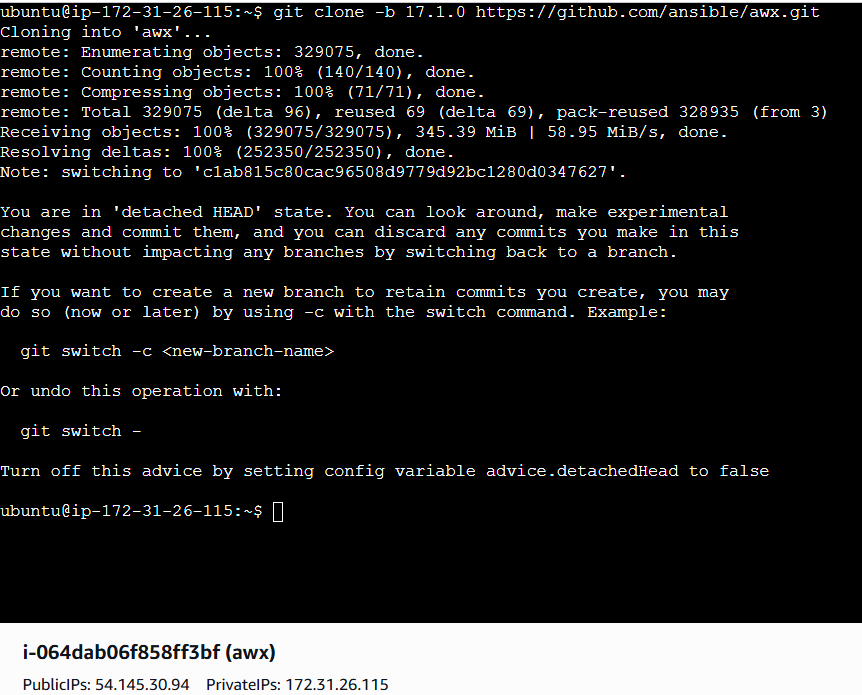 ubuntu@ip-172-31-26-115:~$ git clone -b 17.1.0 https://github.com/ansible/awx.git
Cloning into 'awx'...
remote: Enumerating objects: 329075, done.
remote: Counting objects: 100% (140/140), done.
remote: Compressing objects: 100% (71/71), done.
remote: Total 329075 (delta 96), reused 69 (delta 69), pack-reused 328935 (from 3)
Receiving objects: 100% (329075/329075), 345.39 MiB | 58.95 MiB/s, done.
Resolving deltas: 100% (252350/252350), done.
Note: switching to 'c1ab815c80cac96508d9779d92bc1280d0347627'.

You are in 'detached HEAD' state. You can look around, make experimental
changes and commit them, and you can discard any commits you make in this
state without impacting any branches by switching back to a branch.

If you want to create a new branch to retain commits you create, you may
do so (now or later) by using -c with the switch command. Example:

  git switch -c <new-branch-name>

Or undo this operation with:

  git switch -

Turn off this advice by setting config variable advice.detachedHead to false

ubuntu@ip-172-31-26-115:~$
i-064dab06f858ff3bf (awx)
PublicIPs: 54.145.30.94 PrivateIPs: 172.31.26.115